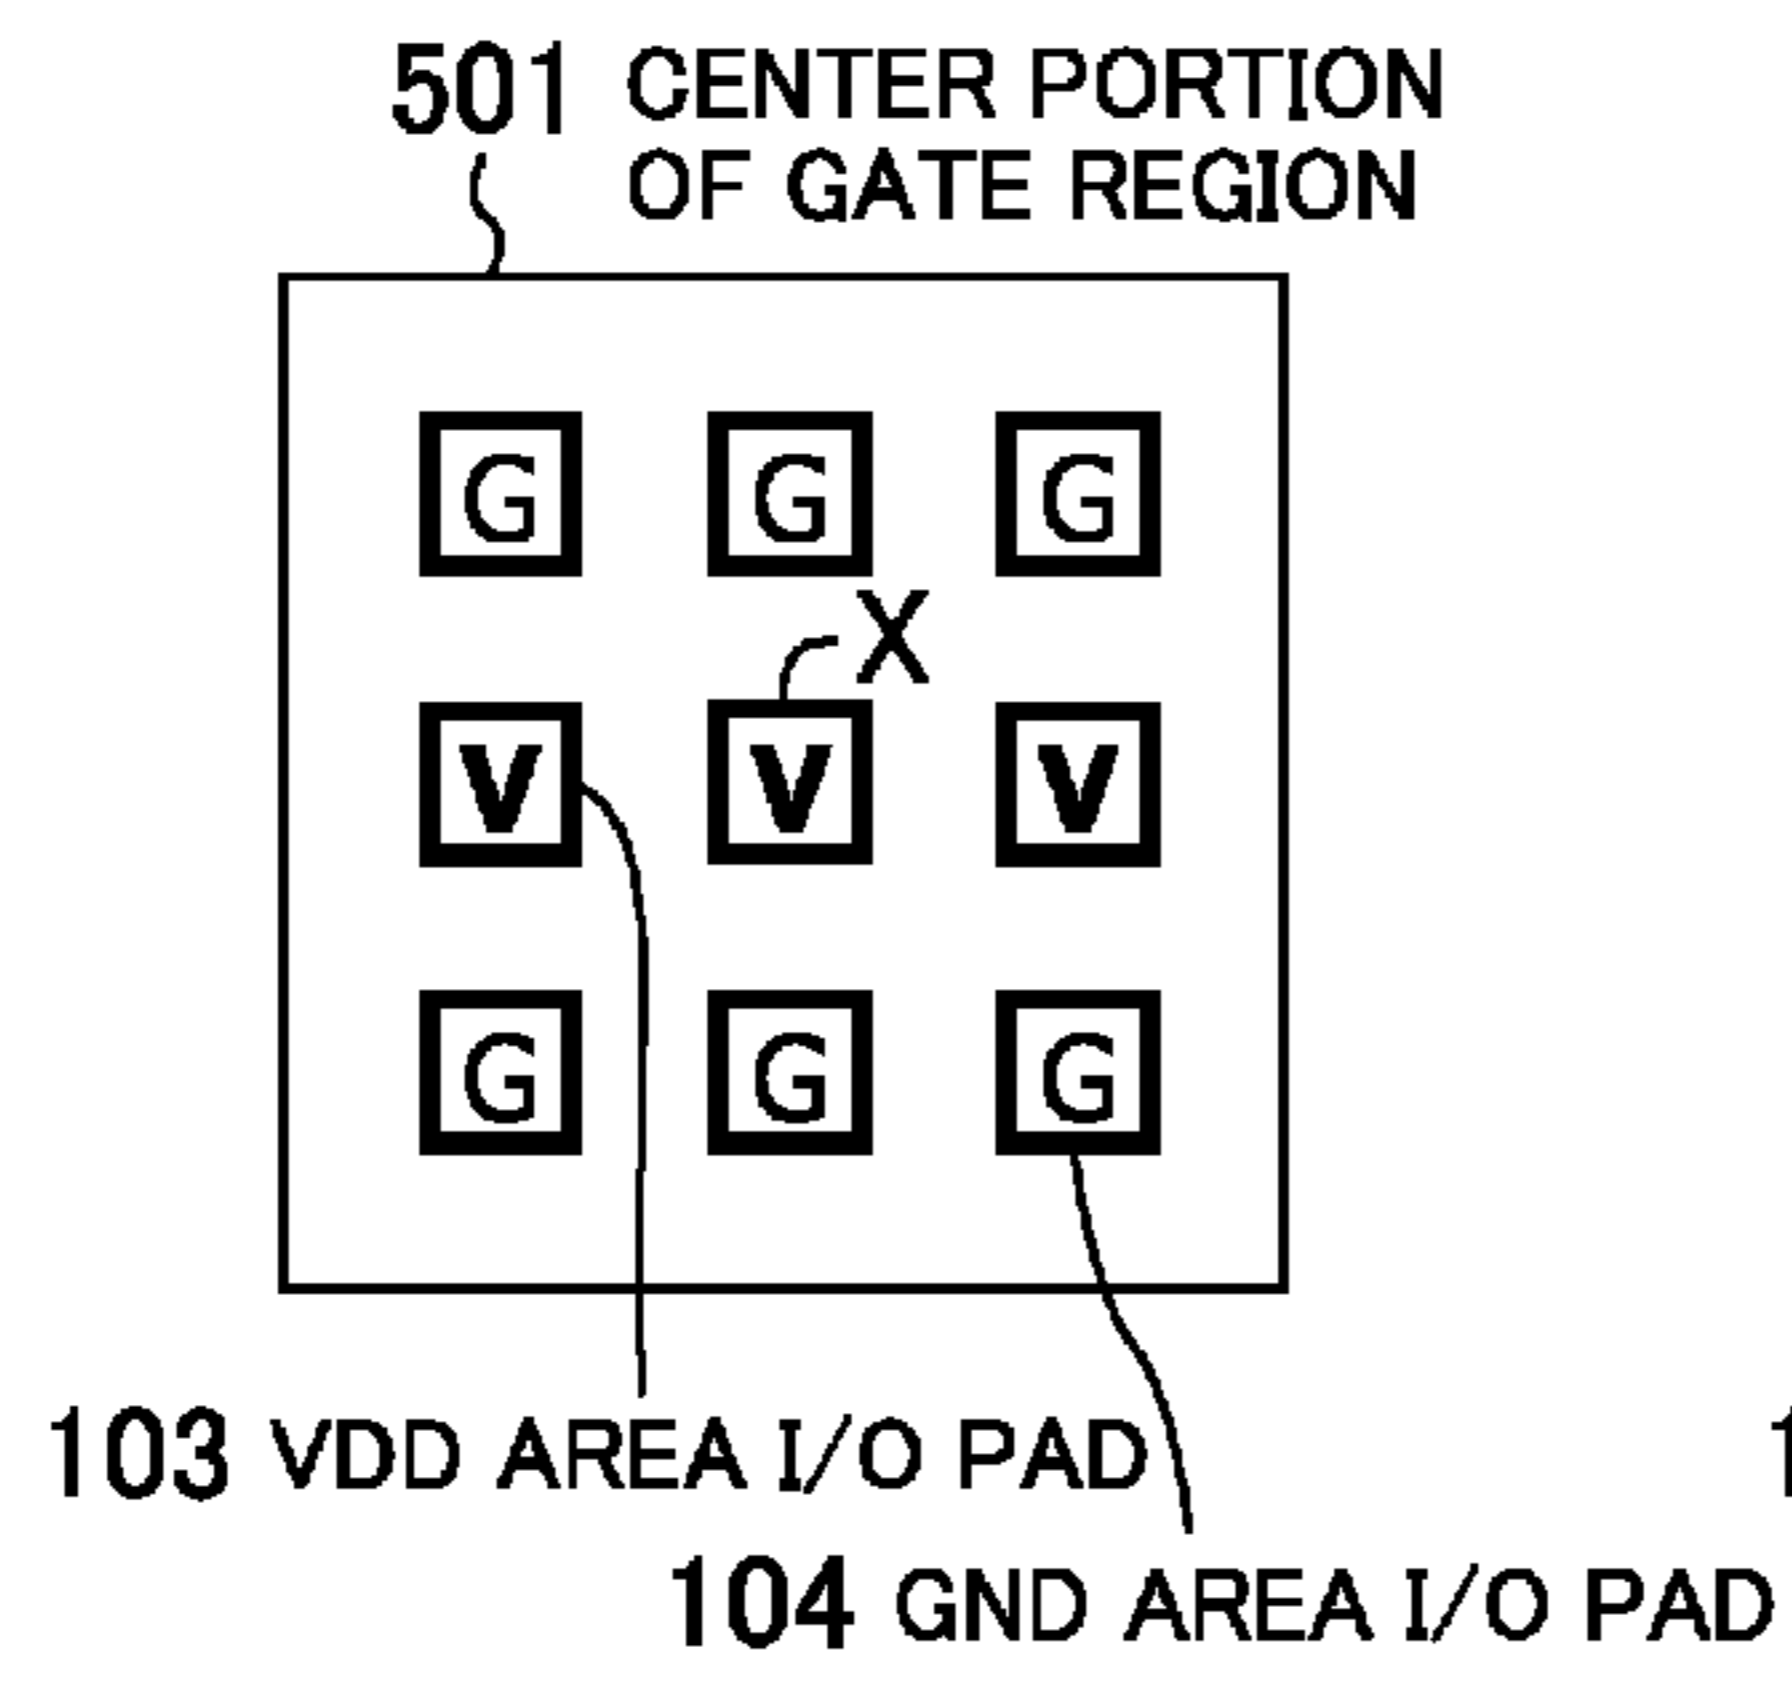 501 CENTER PORTION
OF GATE REGION
G G G
X
V V V
G G G
103 VDD AREA I/O PAD
104 GND AREA I/O PAD